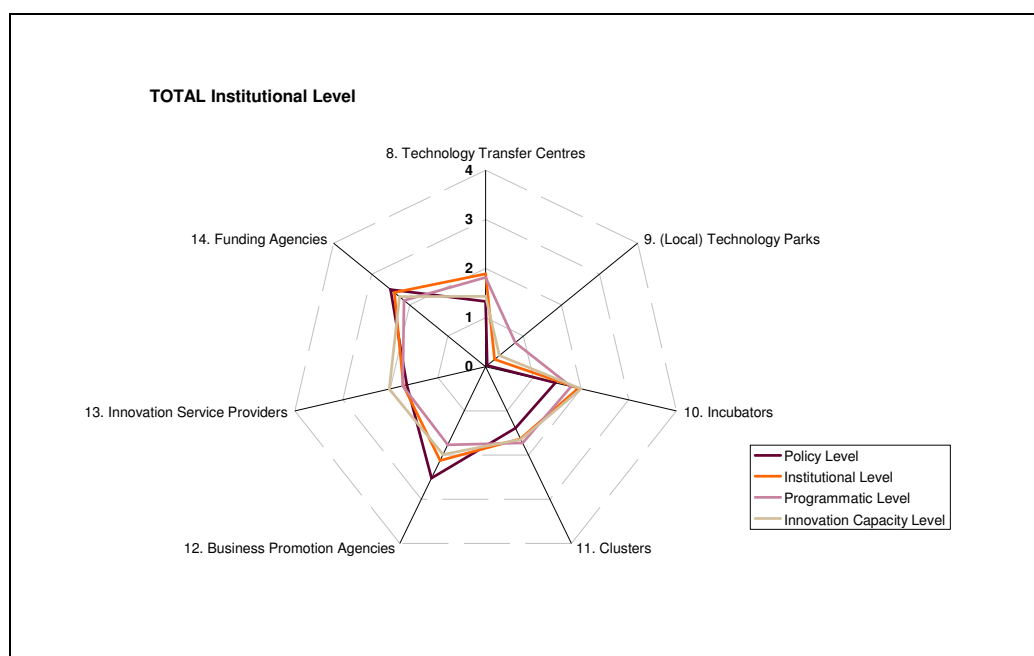 TOTAL Institutional Level
8. Technology Transfer Centres
4
3
14. Funding Agencies
9. (Local) Technology Parks
2
1
0
13. Innovation Service Providers
10. Incubators
Policy Level
Institutional Level
Programmatic Level
Innovation Capacity Level
12. Business Promotion Agencies
11. Clusters